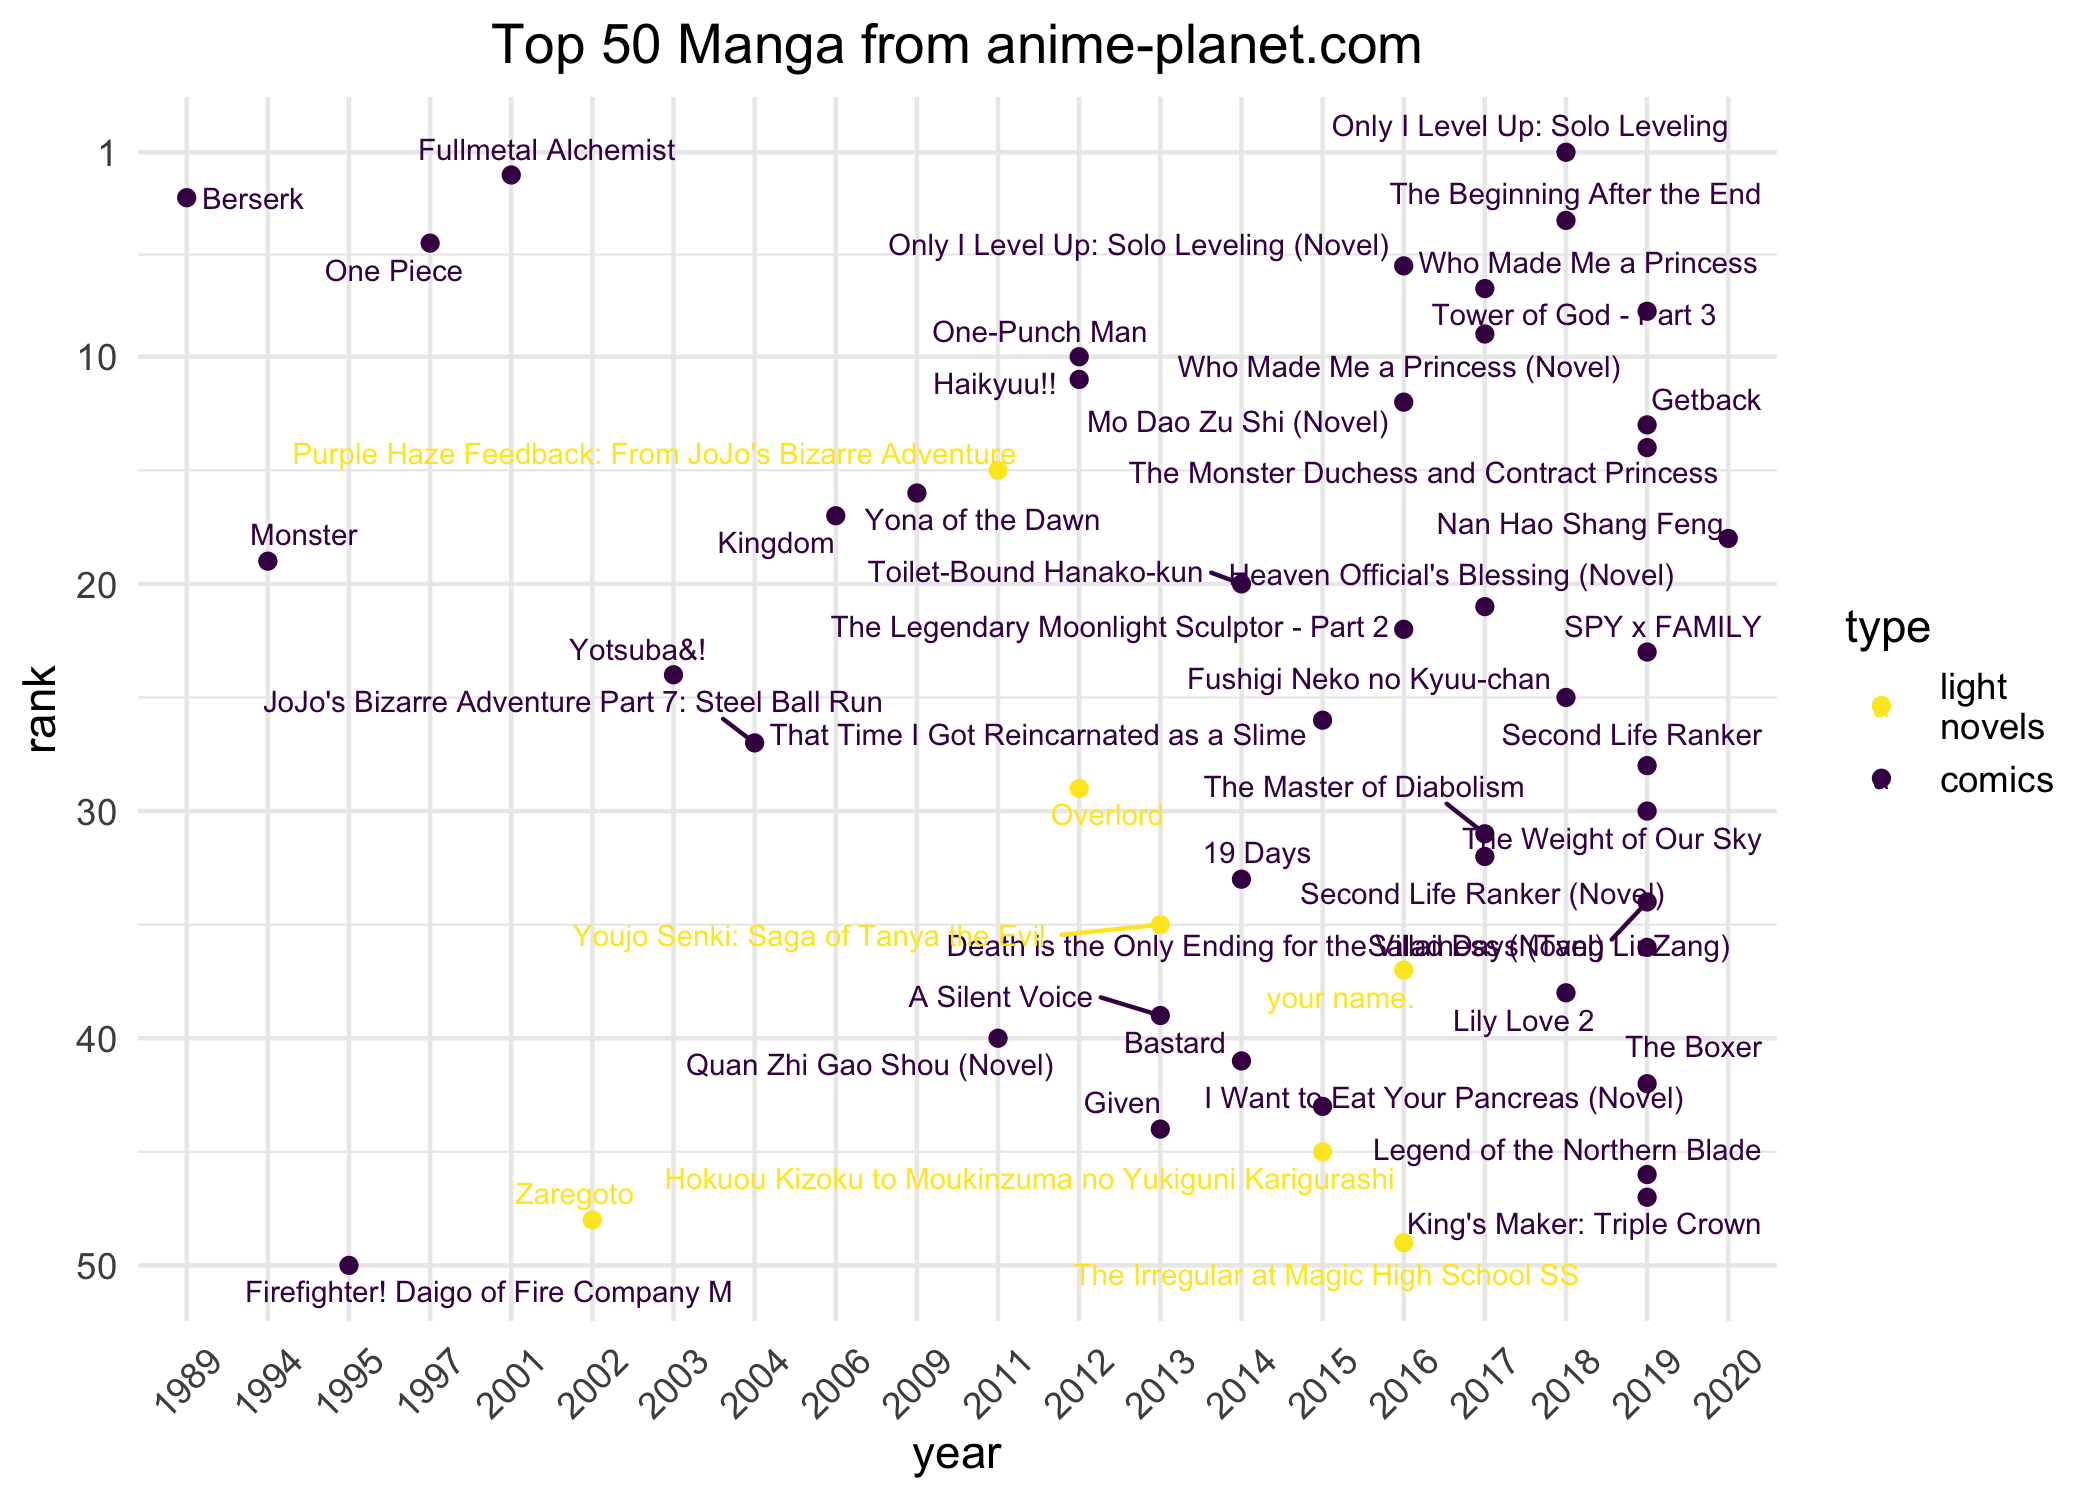 Top 50 Manga from anime-planet.com
Only I Level Up: Solo Leveling
Fullmetal Alchemist
1
The Beginning After the End
Berserk
Only I Level Up: Solo Leveling (Novel)
Who Made Me a Princess
One Piece
Tower of God - Part 3
One-Punch Man
10
Who Made Me a Princess (Novel)
Haikyuu!!
Getback
Mo Dao Zu Shi (Novel)
Purple Haze Feedback: From JoJo's Bizarre Adventure
The Monster Duchess and Contract Princess
Yona of the Dawn
Nan Hao Shang Feng
Monster
Kingdom
Toilet-Bound Hanako-kun
Heaven Official's Blessing (Novel)
20
The Legendary Moonlight Sculptor - Part 2
SPY x FAMILY
Yotsuba&!
Fushigi Neko no Kyuu-chan
JoJo's Bizarre Adventure Part 7: Steel Ball Run
That Time I Got Reincarnated as a Slime
Second Life Ranker
The Master of Diabolism
30
Overlord
The Weight of Our Sky
19 Days
Second Life Ranker (Novel)
Youjo Senki: Saga of Tanya the Evil
Death is the Only Ending for the Villainess (Novel)
Salad Days (Tang LiuZang)
A Silent Voice
your name.
Lily Love 2
40
Bastard
The Boxer
Quan Zhi Gao Shou (Novel)
Given
I Want to Eat Your Pancreas (Novel)
Legend of the Northern Blade
Hokuou Kizoku to Moukinzuma no Yukiguni Karigurashi
Zaregoto
King's Maker: Triple Crown
50
The Irregular at Magic High School SS
Firefighter! Daigo of Fire Company M
rank
1989
1994
1995
1997
2001
2002
2003
2004
2006
2009
2011
2012
2013
2014
2015
2016
2017
2018
2019
2020
year
type
light
novels
comics